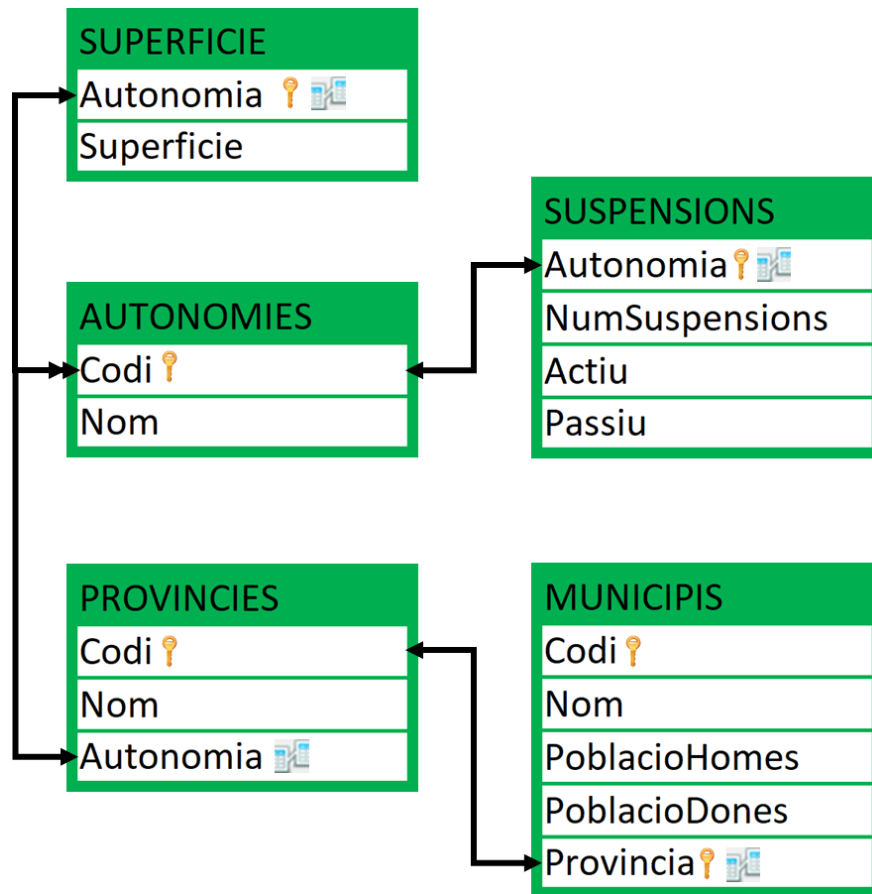 SUPERFICIE
Autonomia
Superficie
SUSPENSIONS
Autonomia
NumSuspensions
Actiu
Passiu
AUTONOMIES
Codi
Nom
PROVINCIES
Codi
Nom
Autonomia
MUNICIPIS
Codi
Nom
PoblacioHomes
PoblacioDones
Provincia